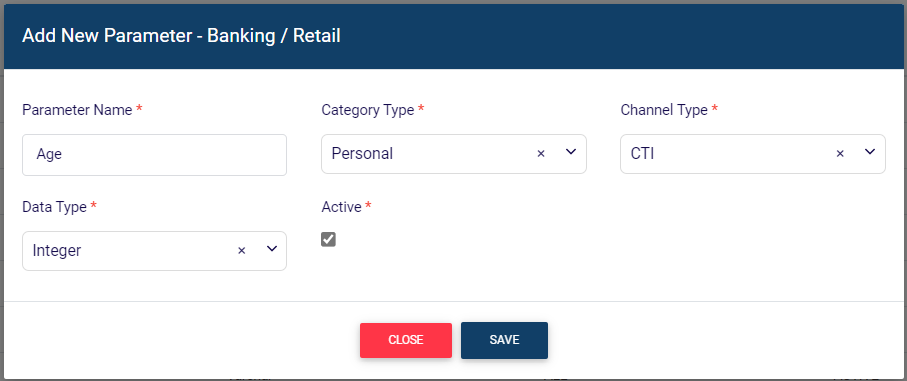 Add New Parameter - Banking / Retail
Parameter Name *
Category Type *
Channel Type *
Age
Personal ×
CTI ×
Data Type *
Active *
Integer ×
CLOSE
SAVE